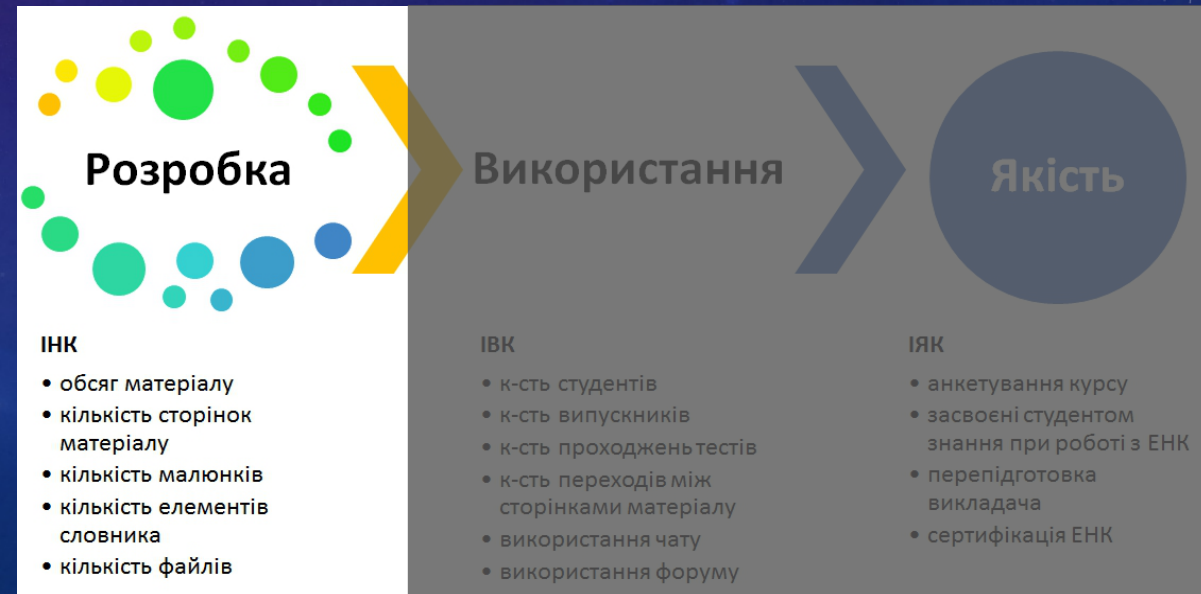 Розробка
Використання
Якість
ІНК
• обсяг матеріалу
• кількість сторінок
матеріалу
• кількість малюнків
• кількість елементів
словника
• кількість файлів
ІВК
• к-сть студентів
• к-сть випускників
• к-сть проходжень тестів
• к-сть переходів між
сторінками матеріалу
• використання чату
• використання форуму
ІЯК
• анкетування курсу
• засвоєні студентом
знання при роботі з ЕНК
• перепідготовка
викладача
• сертифікація ЕНК